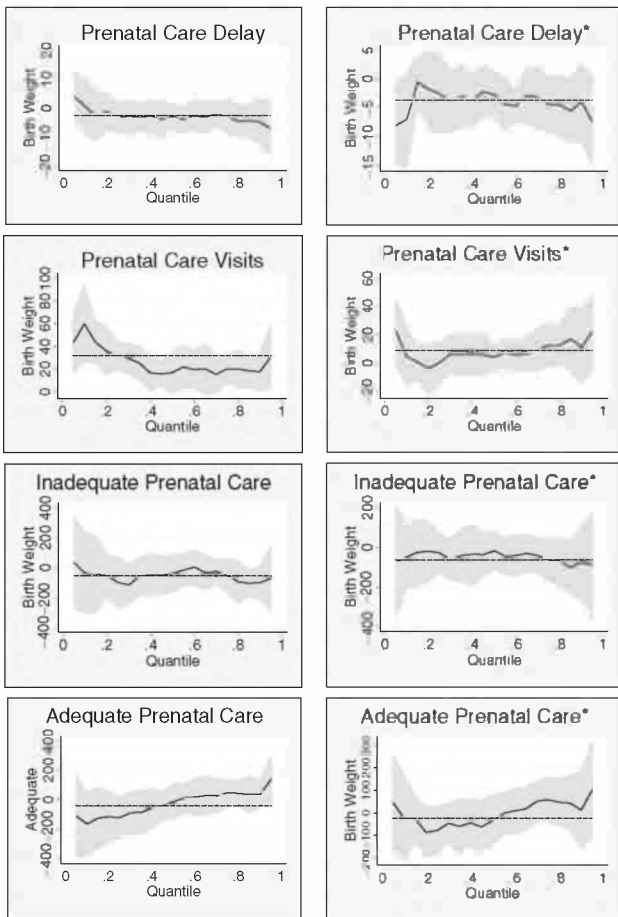 Prenatal Care Delay
Birth Weight
-20 -10 0 10 20
0 .2 .4 .6 .8 1
Quantile
Prenatal Care Delay*
Birth Weight
-15 -10 -5 0 5
0 .2 .4 .6 .8 1
Quantile
Prenatal Care Visits
Birth Weight
0 20 40 60 80 100
0 .2 .4 .6 .8 1
Quantile
Prenatal Care Visits*
Birth Weight
-20 0 20 40 60
0 .2 .4 .6 .8 1
Quantile
Inadequate Prenatal Care
Birth Weight
-400 -200 0 200 400
0 .2 .4 .6 .8 1
Quantile
Inadequate Prenatal Care*
Birth Weight
-400 -200 0 200
0 .2 .4 .6 .8 1
Quantile
Adequate Prenatal Care
Adequate
-400 -200 0 200 400
0 .2 .4 .6 .8 1
Quantile
Adequate Prenatal Care*
Birth Weight
-200 -100 0 100 200 300
0 .2 .4 .6 .8 1
Quantile